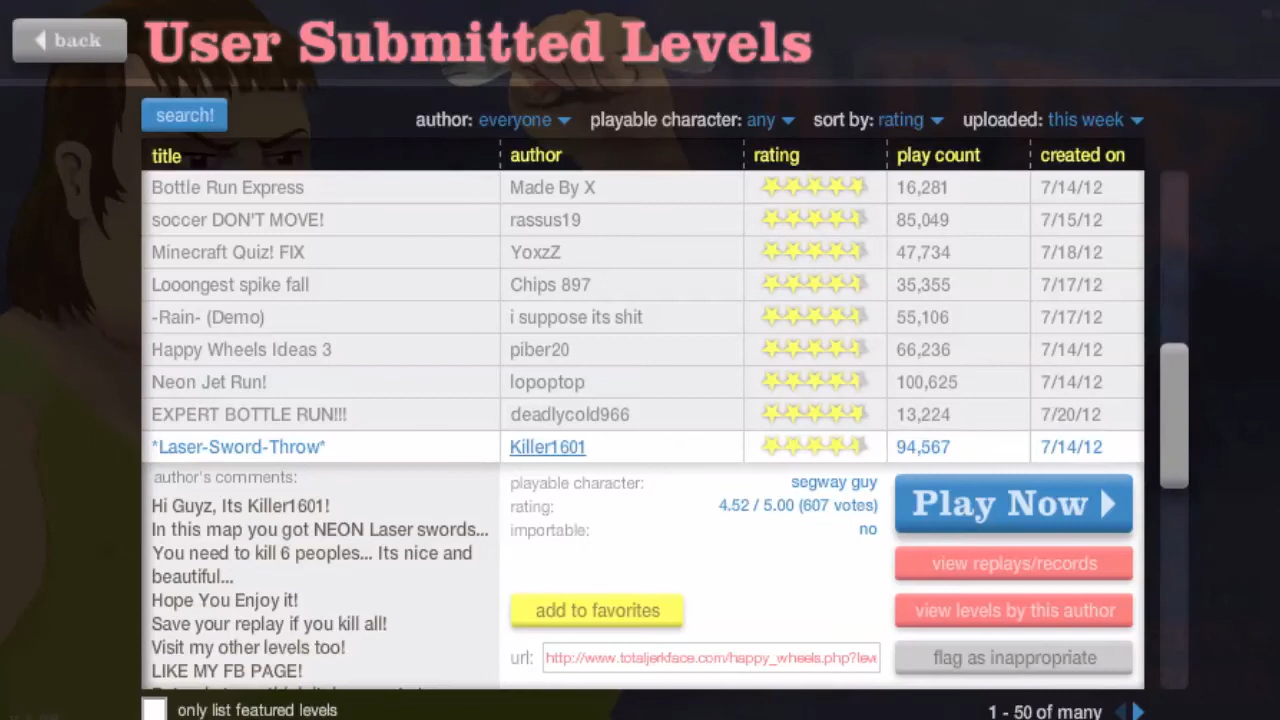 back
User Submitted Levels
search!
author: everyone
playable character: any
sort by: rating
uploaded: this week
title author rating play count created on
Bottle Run Express Made By X 16,281 7/14/12
soccer DON'T MOVE! rassus19 85,049 7/15/12
Minecraft Quiz! FIX YoxzZ 47,734 7/18/12
Looongest spike fall Chips 897 35,355 7/17/12
-Rain- (Demo) i suppose its shit 55,106 7/17/12
Happy Wheels Ideas 3 piber20 66,236 7/14/12
Neon Jet Run! lopoptop 100,625 7/14/12
EXPERT BOTTLE RUN!!! deadlycold966 13,224 7/20/12
*Laser-Sword-Throw* Killer1601 94,567 7/14/12
author's comments:
Hi Guyz, Its Killer1601!
In this map you got NEON Laser swords...
You need to kill 6 peoples... Its nice and
beautiful...
Hope You Enjoy it!
Save your replay if you kill all!
Visit my other levels too!
LIKE MY FB PAGE!
playable character: segway guy
rating: 4.52 / 5.00 (607 votes)
importable: no
add to favorites
url: http://www.totaljerkface.com/happy_wheels.php?leve
Play Now
view replays/records
view levels by this author
flag as inappropriate
only list featured levels
1 - 50 of many